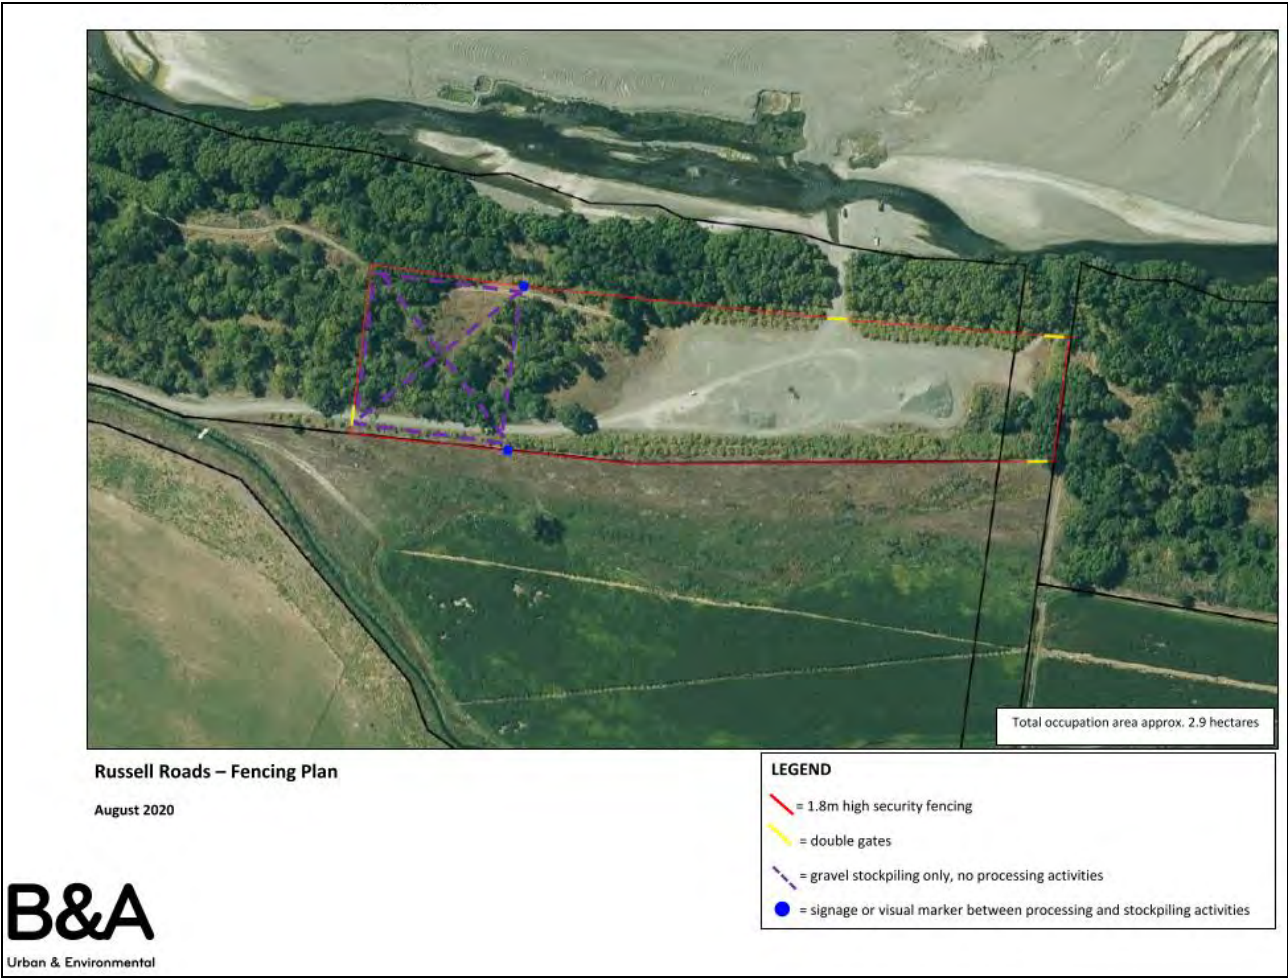 Total occupation area approx. 2.9 hectares
Russell Roads – Fencing Plan
August 2020
LEGEND
= 1.8m high security fencing
= double gates
= gravel stockpiling only, no processing activities
= signage or visual marker between processing and stockpiling activities
B&A
Urban & Environmental